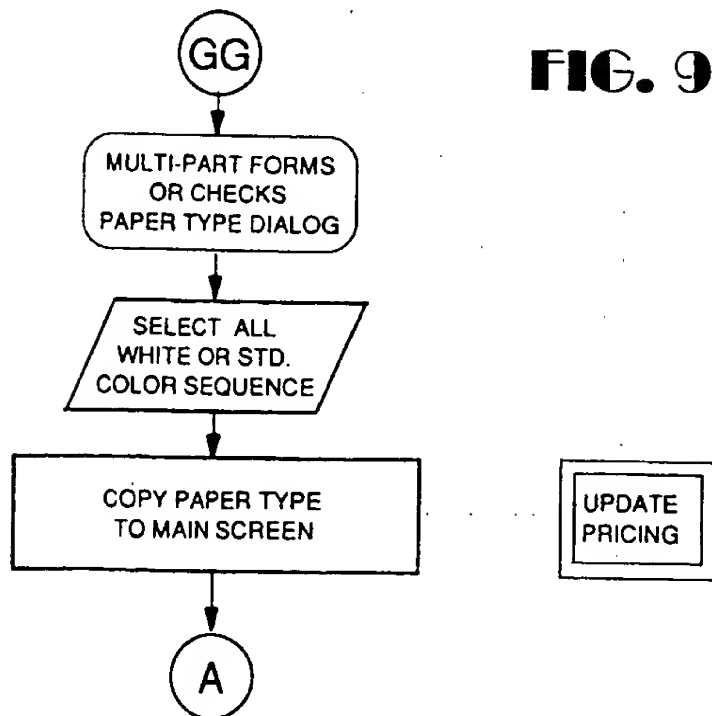 GG
FIG. 9
MULTI-PART FORMS
OR CHECKS
PAPER TYPE DIALOG
SELECT ALL
WHITE OR STD.
COLOR SEQUENCE
COPY PAPER TYPE
TO MAIN SCREEN
UPDATE
PRICING
A